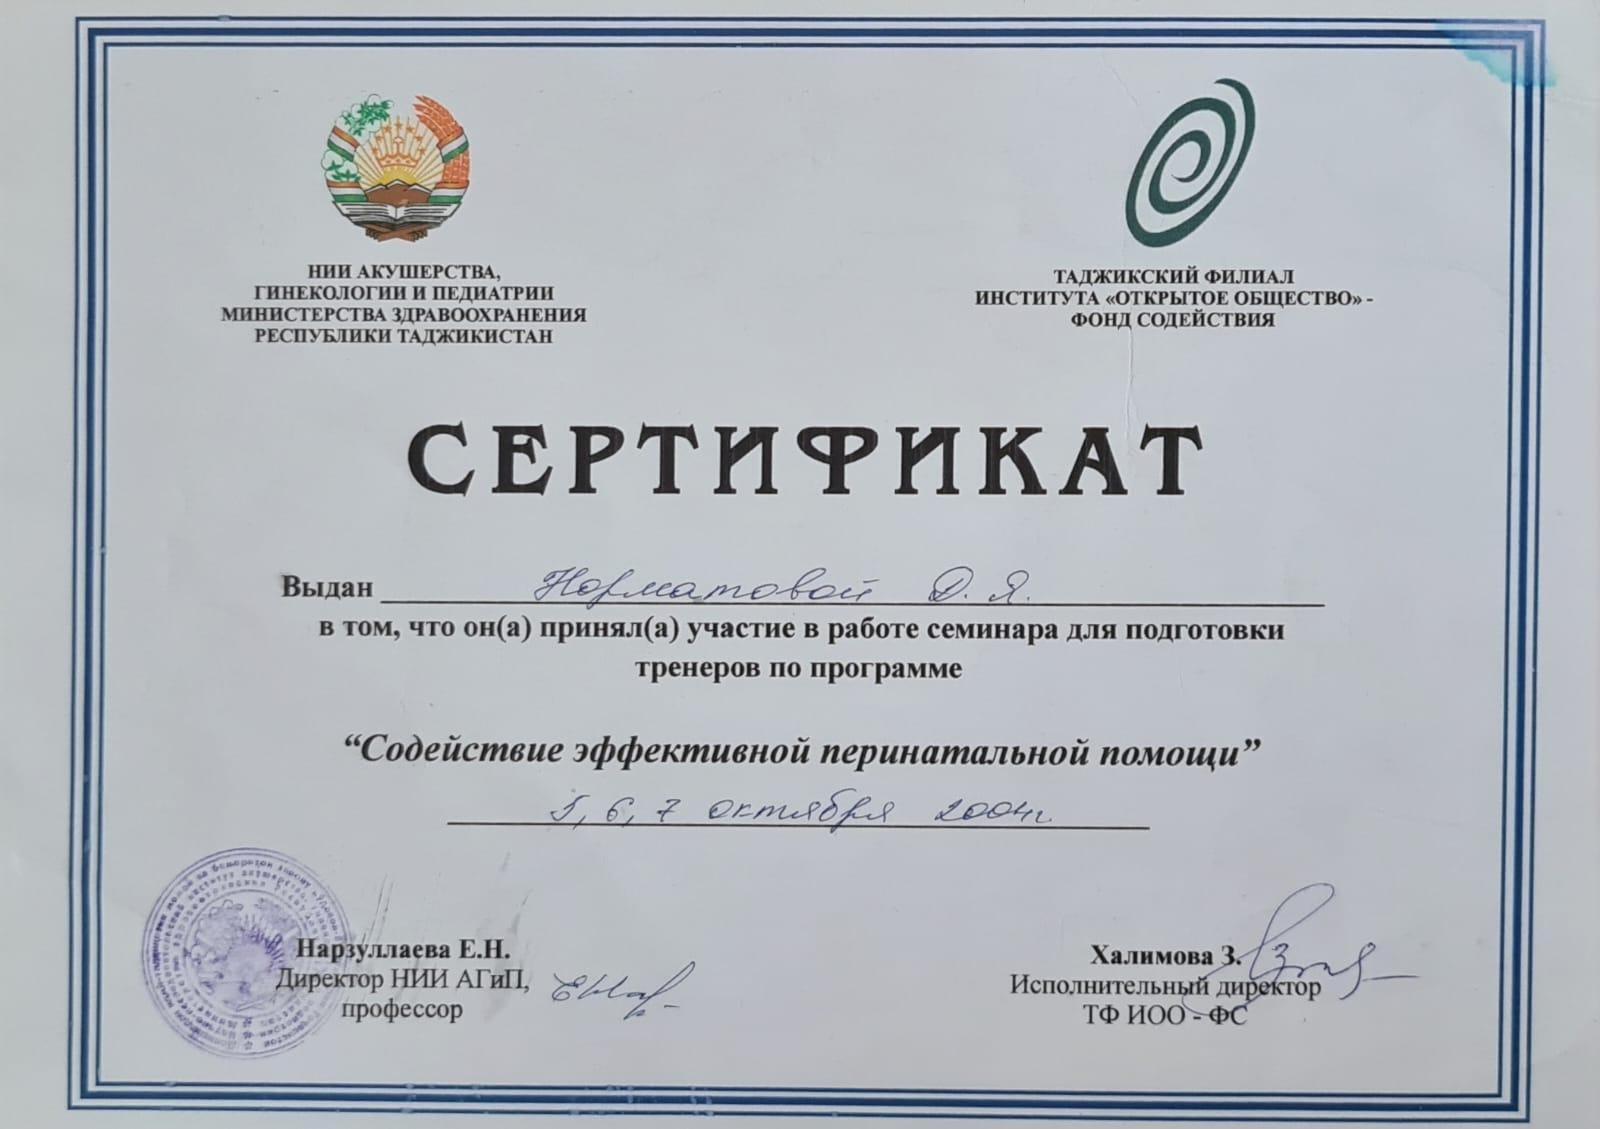 НИИ АКУШЕРСТВА,
ГИНЕКОЛОГИИ И ПЕДИАТРИИ
МИНИСТЕРСТВА ЗДРАВООХРАНЕНИЯ
РЕСПУБЛИКИ ТАДЖИКИСТАН
ТАДЖИКСКИЙ ФИЛИАЛ
ИНСТИТУТА «ОТКРЫТОЕ ОБЩЕСТВО» -
ФОНД СОДЕЙСТВИЯ
СЕРТИФИКАТ
Выдан Норматовой Д. Я.
в том, что он(а) принял(а) участие в работе семинара для подготовки
тренеров по программе
“Содействие эффективной перинатальной помощи”
5, 6, 7 октября 2004г.
Нарзуллаева Е.Н.
Директор НИИ АГиП,
профессор
Халимова З.
Исполнительный директор
ТФ ИОО - ФС